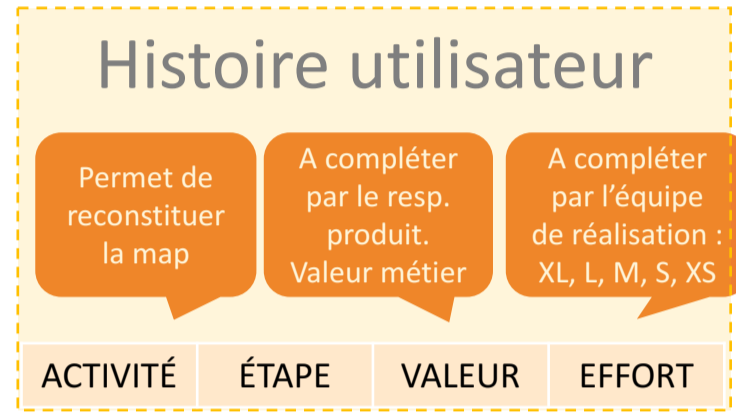 Histoire utilisateur
Permet de
reconstituer
la map
A compléter
par le resp.
produit.
Valeur métier
A compléter
par l’équipe
de réalisation :
XL, L, M, S, XS
ACTIVITÉ ÉTAPE VALEUR EFFORT